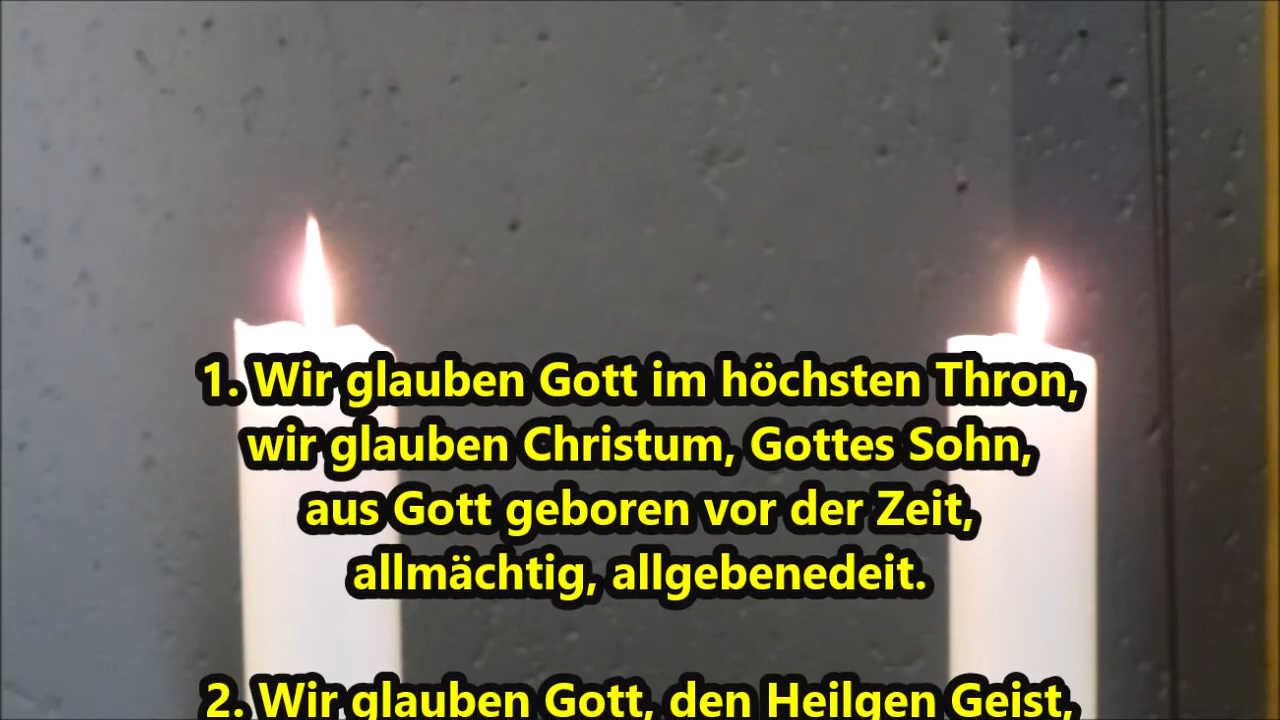 1. Wir glauben Gott im höchsten Thron,
wir glauben Christum, Gottes Sohn,
aus Gott geboren vor der Zeit,
allmächtig, allgebenedeit.
2. Wir glauben Gott, den Heilgen Geist,